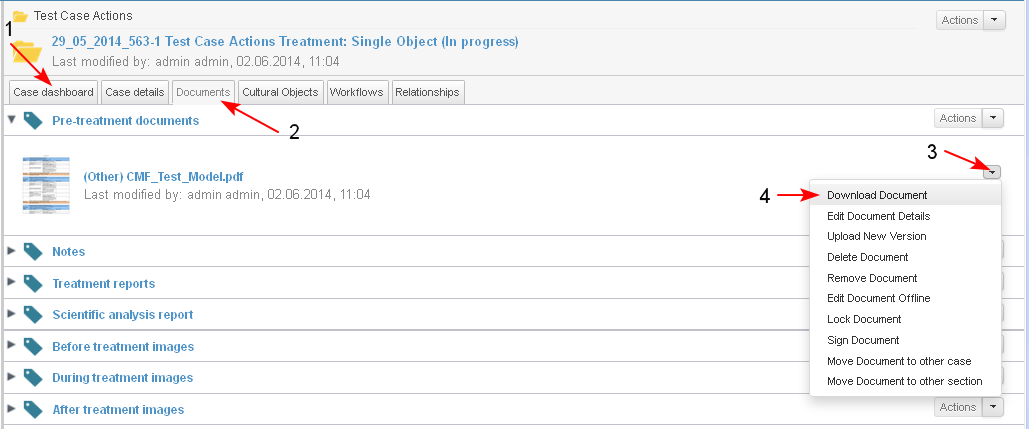 Test Case Actions
Actions
1
29_05_2014_563-1 Test Case Actions Treatment: Single Object (In progress)
Last modified by: admin admin, 02.06.2014, 11:04
Case dashboard Case details Documents Cultural Objects Workflows Relationships
2
Pre-treatment documents
Actions
3
(Other) CMF_Test_Model.pdf
Last modified by: admin admin, 02.06.2014, 11:04
4
Download Document
Edit Document Details
Upload New Version
Delete Document
Remove Document
Edit Document Offline
Lock Document
Sign Document
Move Document to other case
Move Document to other section
Notes
Treatment reports
Scientific analysis report
Before treatment images
During treatment images
After treatment images
Actions